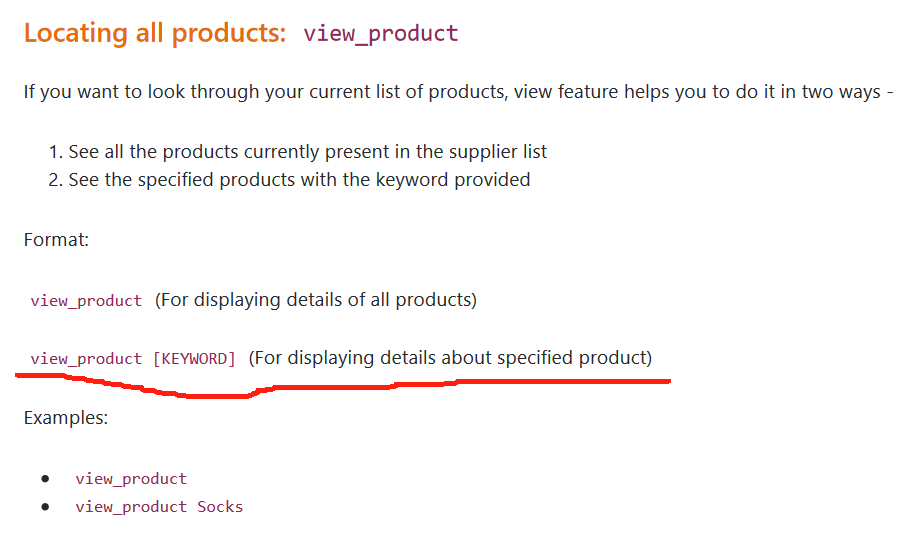 Locating all products: view_product
If you want to look through your current list of products, view feature helps you to do it in two ways -
1. See all the products currently present in the supplier list
2. See the specified products with the keyword provided
Format:
view_product (For displaying details of all products)
view_product [KEYWORD] (For displaying details about specified product)
Examples:
• view_product
• view_product Socks